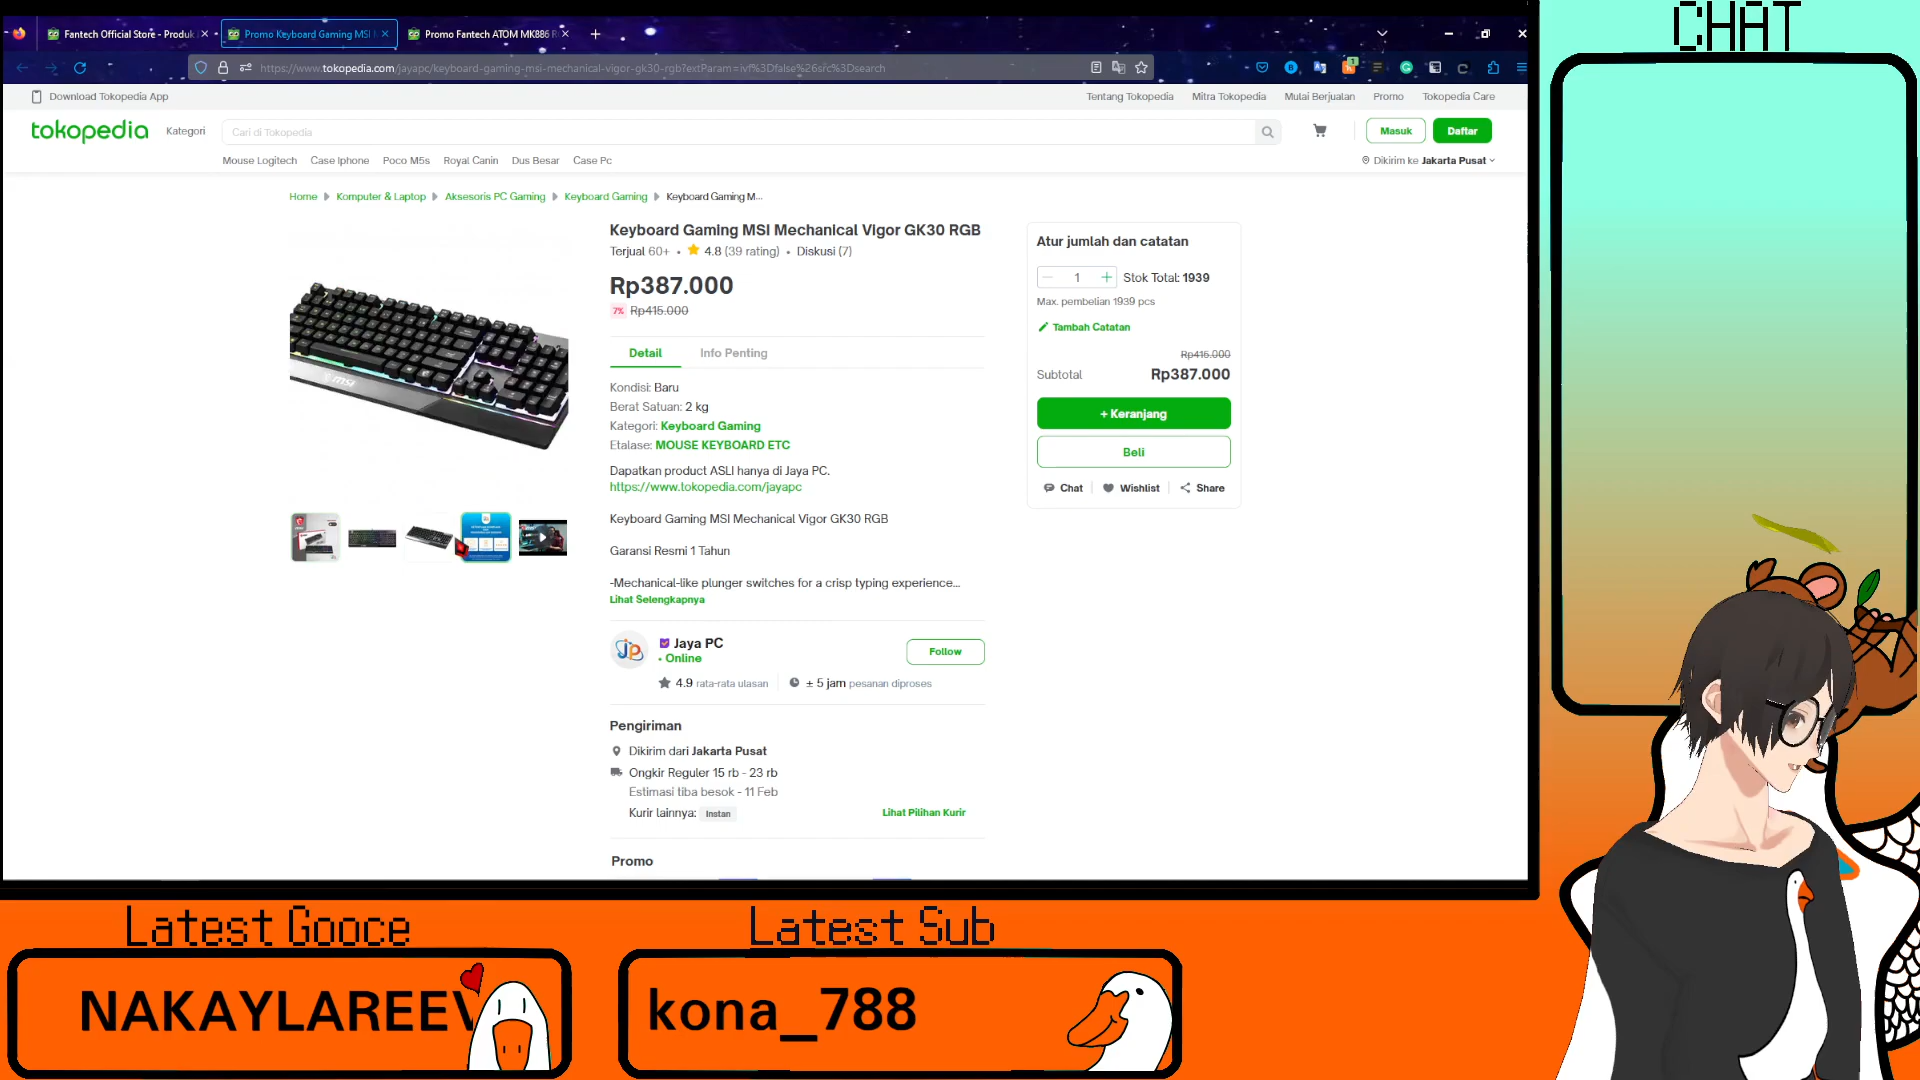 CHAT
Fantech Official Store - Produk
Promo Keyboard Gaming MSI
Promo Fantech ATOM MK886
https://www.tokopedia.com/jayapc/keyboard-gaming-msi-mechanical-vigor-gk30-rgb?extParam=ivf%3Dfalse%26src%3Dsearch
Download Tokopedia App
Tentang Tokopedia Mitra Tokopedia Mulai Berjualan Promo Tokopedia Care
tokopedia Kategori Cari di Tokopedia Masuk Daftar
Mouse Logitech Case Iphone Poco M5s Royal Canin Dus Besar Case Pc
Dikirim ke Jakarta Pusat
Home Komputer & Laptop Aksesoris PC Gaming Keyboard Gaming Keyboard Gaming M...
Keyboard Gaming MSI Mechanical Vigor GK30 RGB
Terjual 60+ • 4.8 (39 rating) • Diskusi (7)
Rp387.000
7% Rp415.000
Detail Info Penting
Kondisi: Baru
Berat Satuan: 2 kg
Kategori: Keyboard Gaming
Etalase: MOUSE KEYBOARD ETC
Dapatkan product ASLI hanya di Jaya PC.
https://www.tokopedia.com/jayapc
Keyboard Gaming MSI Mechanical Vigor GK30 RGB
Garansi Resmi 1 Tahun
-Mechanical-like plunger switches for a crisp typing experience...
Lihat Selengkapnya
msi
Jaya PC
• Online
Follow
4.9 rata-rata ulasan ± 5 jam pesanan diproses
Pengiriman
Dikirim dari Jakarta Pusat
Ongkir Reguler 15 rb - 23 rb
Estimasi tiba besok - 11 Feb
Kurir lainnya: Instan
Lihat Pilihan Kurir
Promo
Atur jumlah dan catatan
1 Stok Total: 1939
Max. pembelian 1939 pcs
Tambah Catatan
Rp415.000
Subtotal Rp387.000
+ Keranjang
Beli
Chat Wishlist Share
Latest Gooce
NAKAYLAREEV
Latest Sub
kona_788